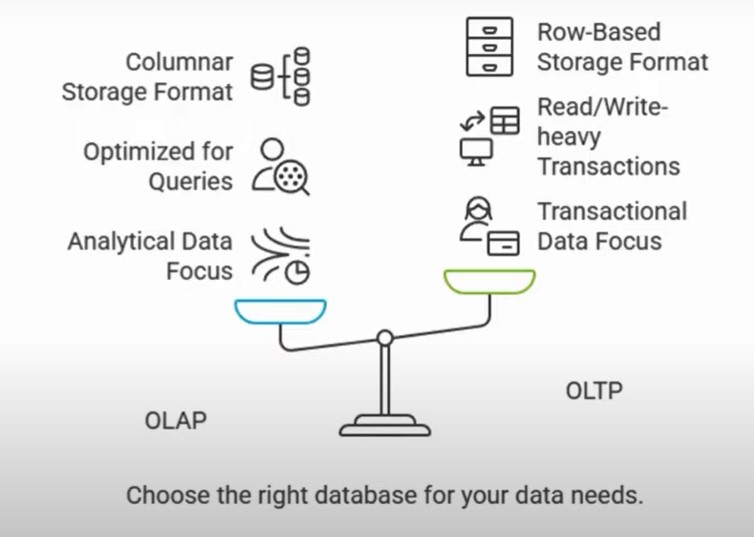 Columnar
Storage Format
Optimized for
Queries
Analytical Data
Focus
Row-Based
Storage Format
Read/Write-
heavy
Transactions
Transactional
Data Focus
OLAP
OLTP
Choose the right database for your data needs.